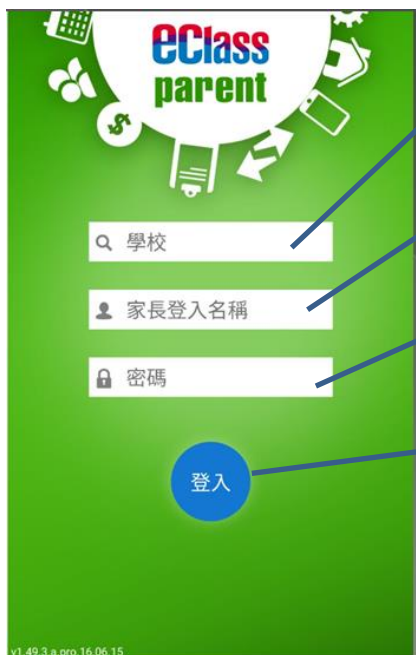 eClass
parent
學校
家長登入名稱
密碼
登入
v1.49.3.a pro 16.06.15